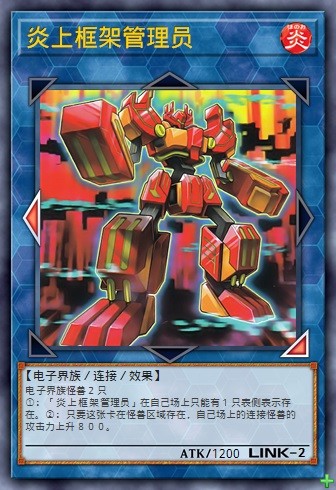 炎上框架管理员
炎
【电子界族／连接／效果】
电子界族怪兽２只
①：「炎上框架管理员」在自己场上只能有１只表侧表示存
在。②：只要这张卡在怪兽区域存在，自己场上的连接怪兽的
攻击力上升８００。
ATK/1200 LINK-2